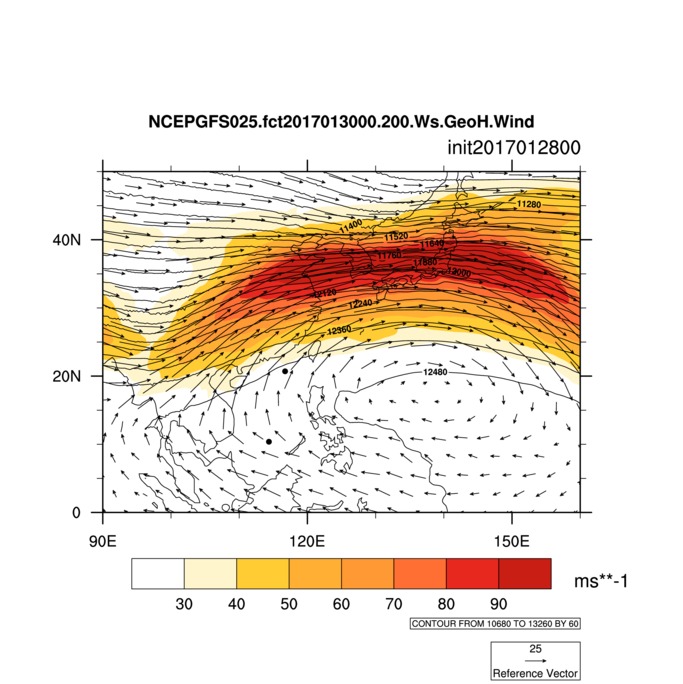 NCEPGFS025.fct2017013000.200.Ws.GeoH.Wind
init2017012800
11280
11400
11520
11640
11760
11880
12000
12120
12240
12360
12480
40N
20N
0
90E 120E 150E
30 40 50 60 70 80 90
ms**-1
CONTOUR FROM 10680 TO 13260 BY 60
25
Reference Vector